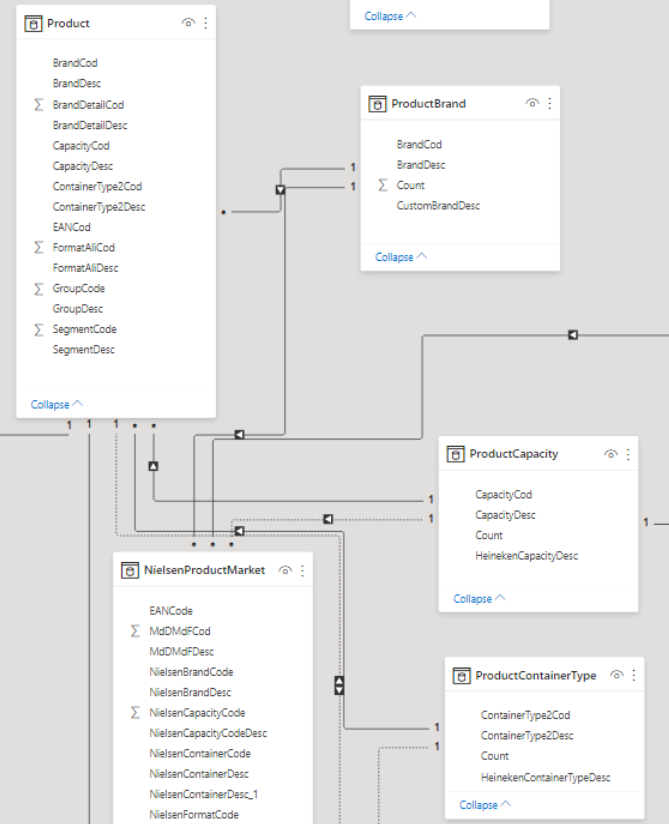 Product
BrandCod
BrandDesc
∑ BrandDetailCod
BrandDetailDesc
CapacityCod
CapacityDesc
ContainerType2Cod
ContainerType2Desc
EANCod
∑ FormatAliCod
FormatAliDesc
∑ GroupCode
GroupDesc
∑ SegmentCode
SegmentDesc
Collapse
Collapse
ProductBrand
BrandCod
BrandDesc
∑ Count
CustomBrandDesc
Collapse
1
1
*
1
1
1
*
*
ProductCapacity
CapacityCod
CapacityDesc
Count
HeinekenCapacityDesc
Collapse
1
1
1
*
*
*
NielsenProductMarket
EANCode
∑ MdDMdFCod
MdDMdFDesc
NielsenBrandCode
NielsenBrandDesc
∑ NielsenCapacityCode
NielsenCapacityCodeDesc
NielsenContainerCode
NielsenContainerDesc
NielsenContainerDesc_1
NielsenFormatCode
ProductContainerType
ContainerType2Cod
ContainerType2Desc
Count
HeinekenContainerTypeDesc
Collapse
1
1